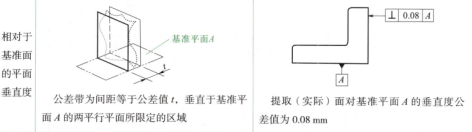 相对于
基准面
的平面
垂直度
基准平面A
t
公差带为间距等于公差值 t，垂直于基准平
面 A 的两平行平面所限定的区域
⊥ 0.08 A
A
提取（实际）面对基准平面 A 的垂直度公
差值为 0.08 mm